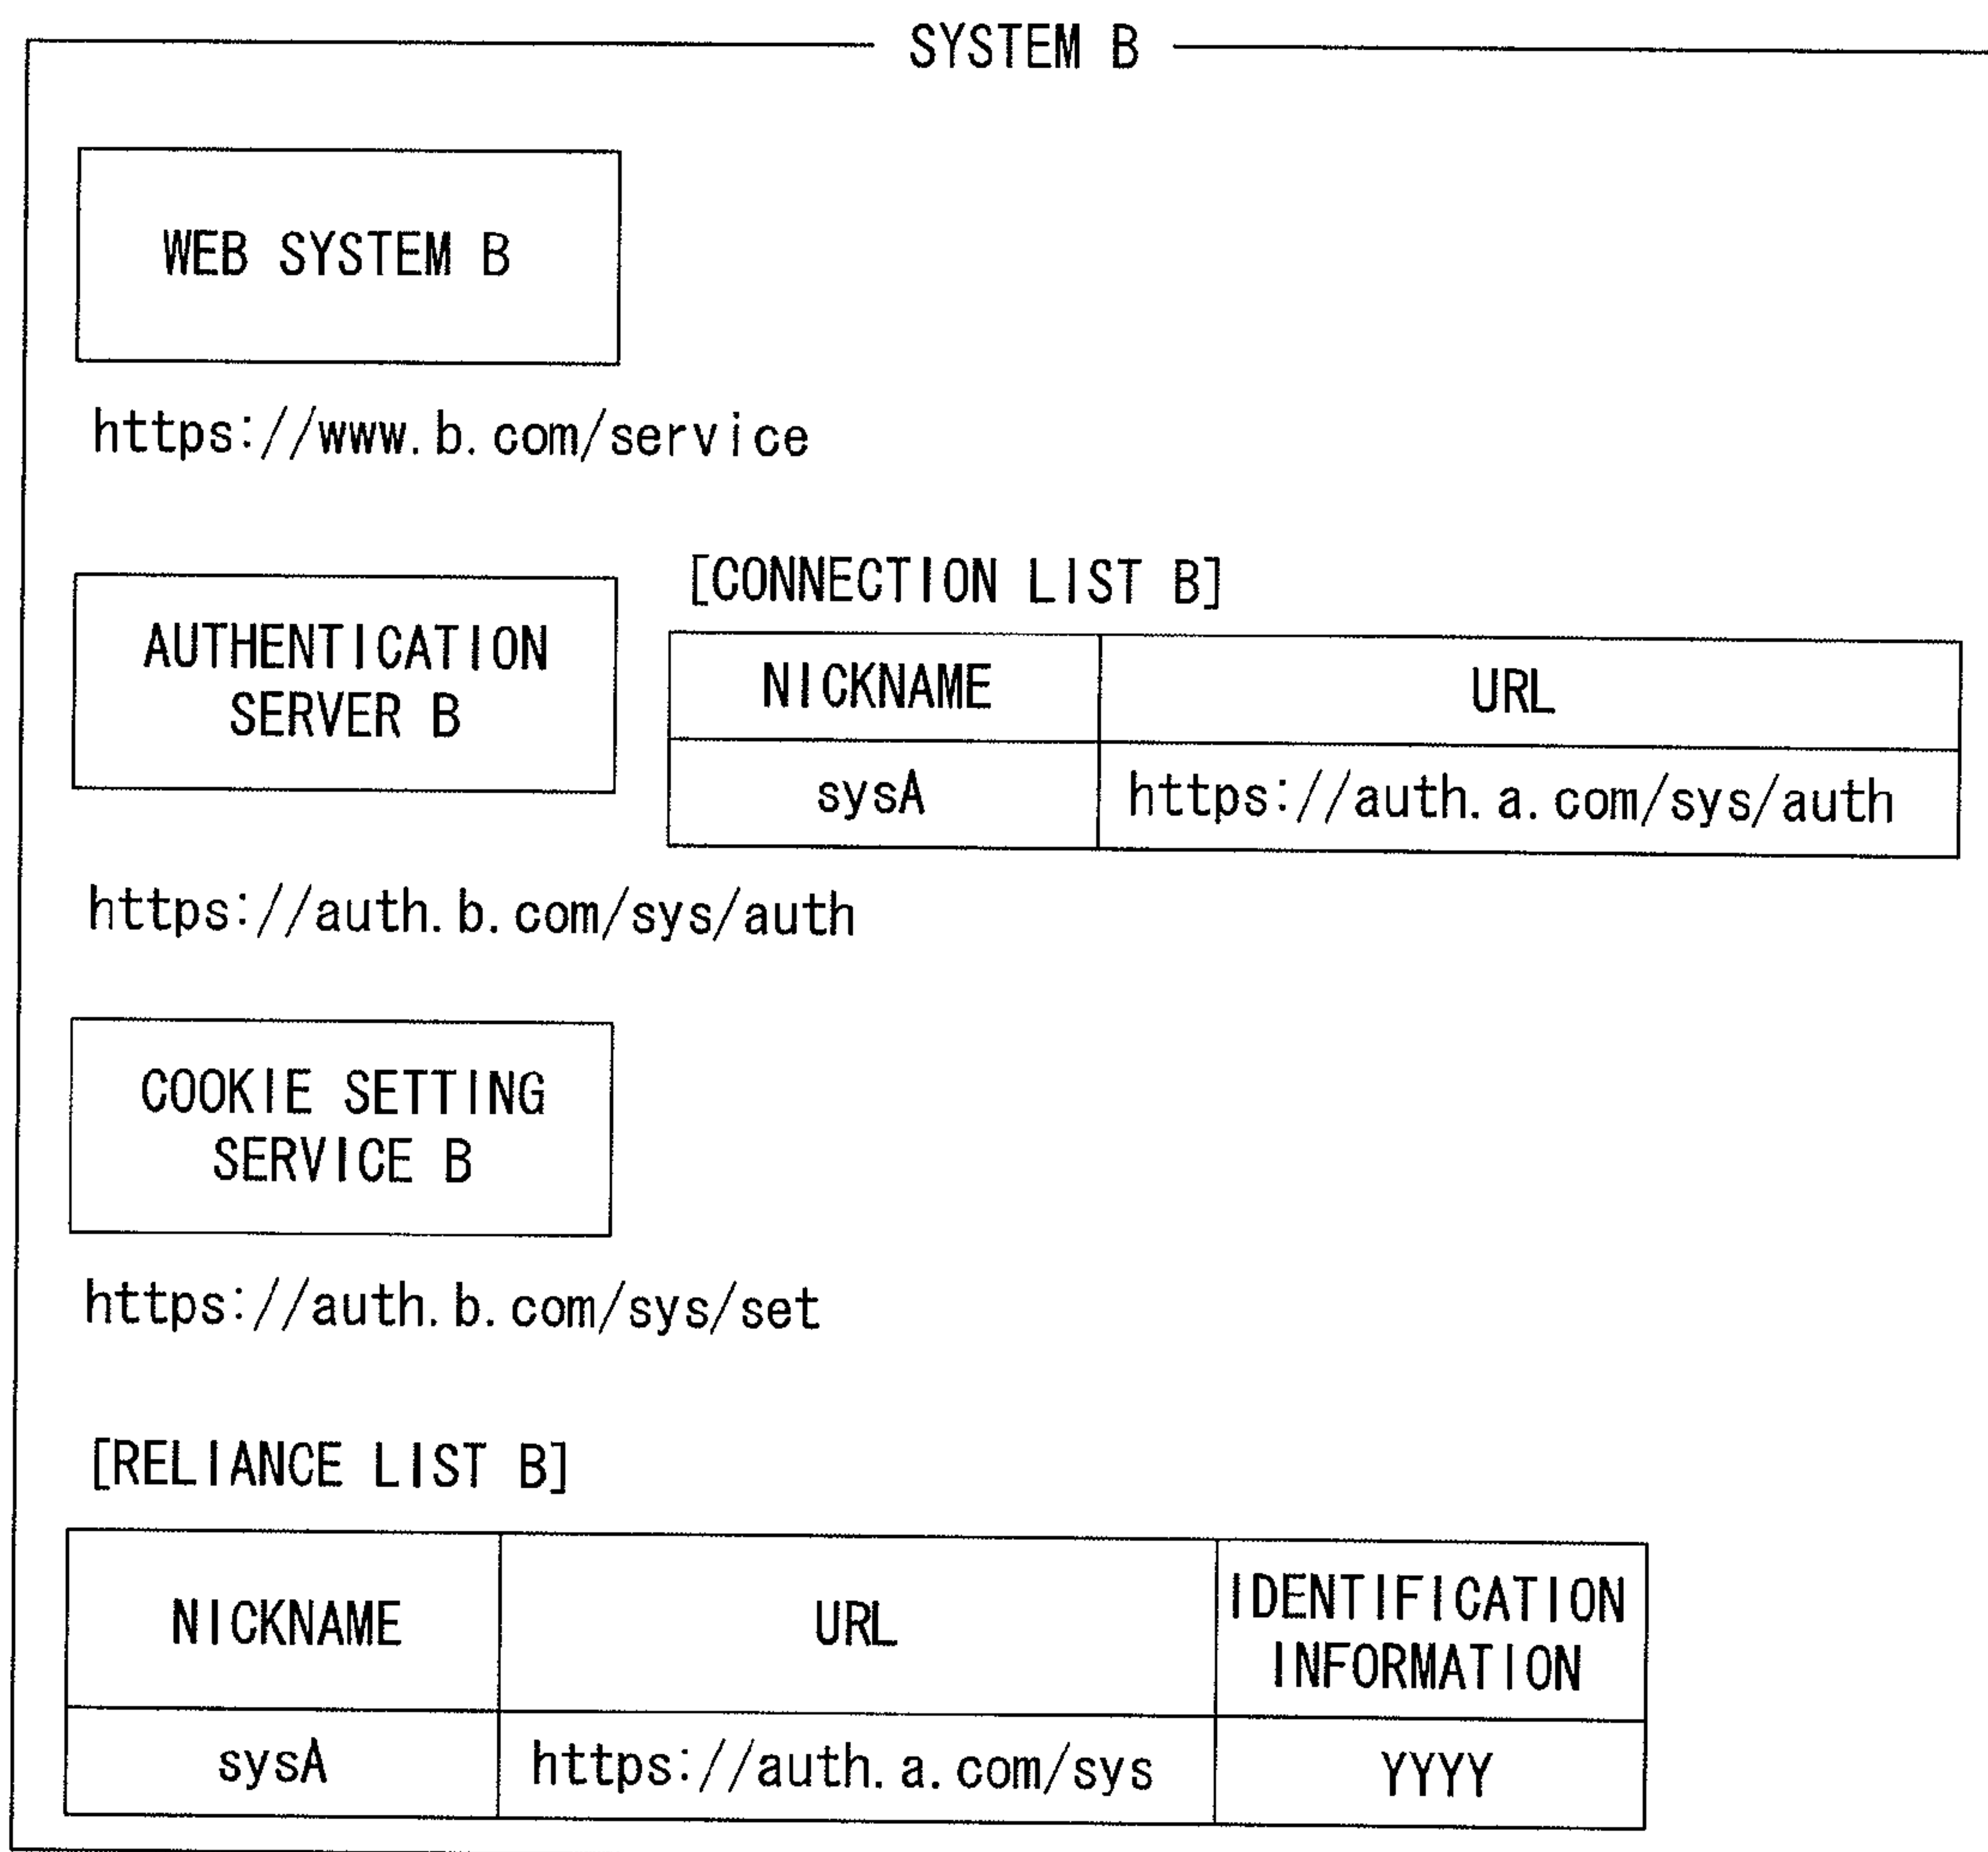 SYSTEM B
WEB SYSTEM B
https://www.b.com/service
AUTHENTICATION
SERVER B
[CONNECTION LIST B]
NICKNAME URL
sysA https://auth.a.com/sys/auth
https://auth.b.com/sys/auth
COOKIE SETTING
SERVICE B
https://auth.b.com/sys/set
[RELIANCE LIST B]
NICKNAME URL IDENTIFICATION
INFORMATION
sysA https://auth.a.com/sys YYYY